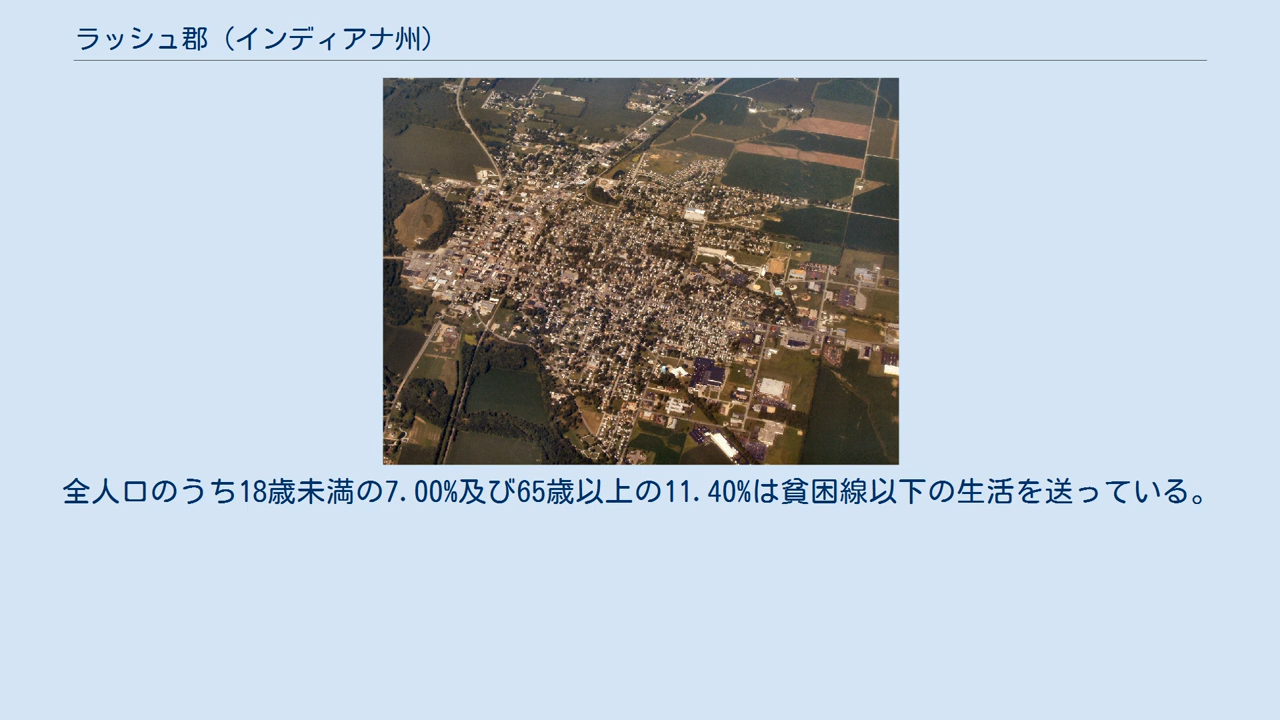 ラッシュ郡（インディアナ州）
全人口のうち18歳未満の7.00%及び65歳以上の11.40%は貧困線以下の生活を送っている。